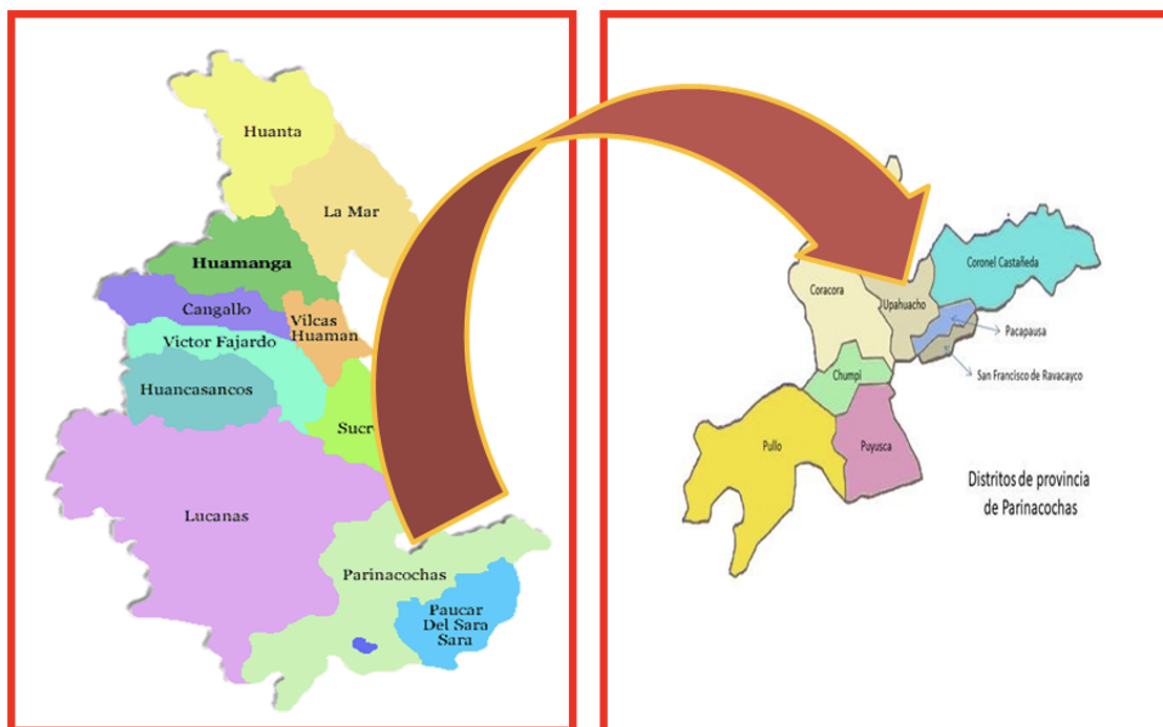 Huanta
La Mar
Huamanga
Cangallo
Vilcas
Huaman
Victor Fajardo
Huancasancos
Sucr
Lucanas
Parinacochas
Paucar
Del Sara
Sara
Coronel Castañeda
Coracora
Upahuacho
Pacapausa
San Francisco de Ravacayco
Chumpi
Pullo
Puyusca
Distritos de provincia
de Parinacochas